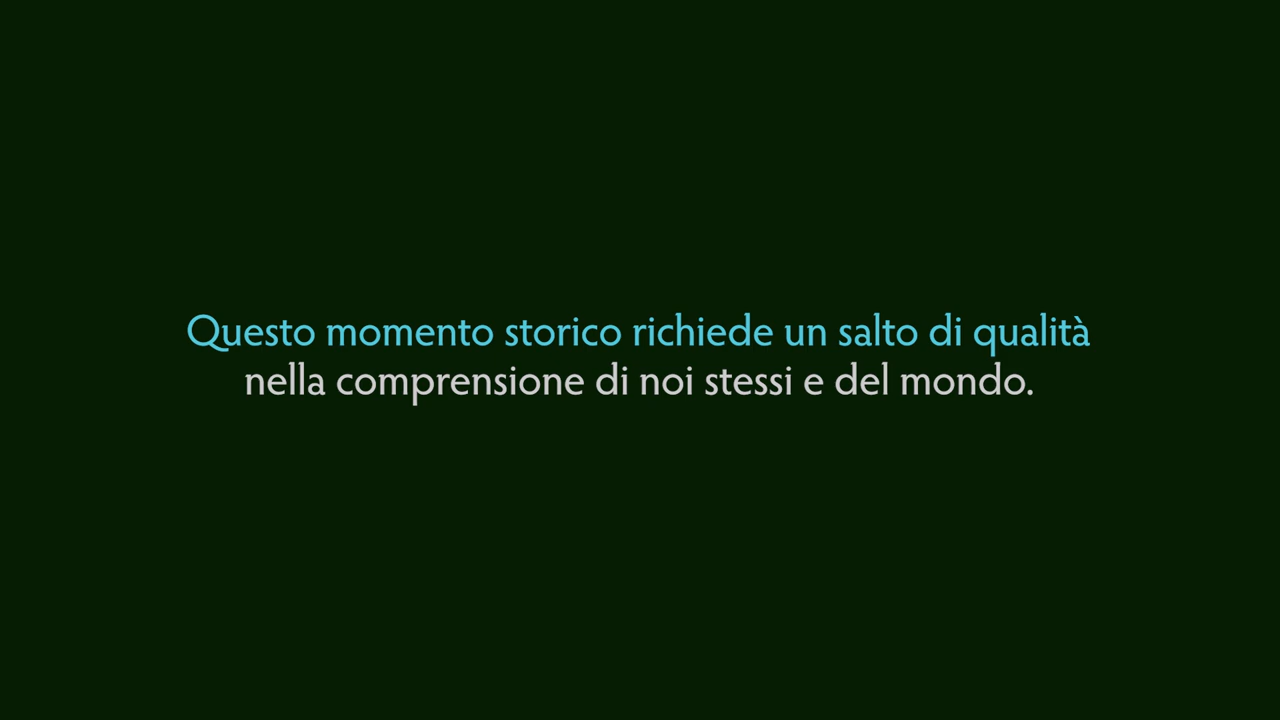 Questo momento storico richiede un salto di qualità
nella comprensione di noi stessi e del mondo.